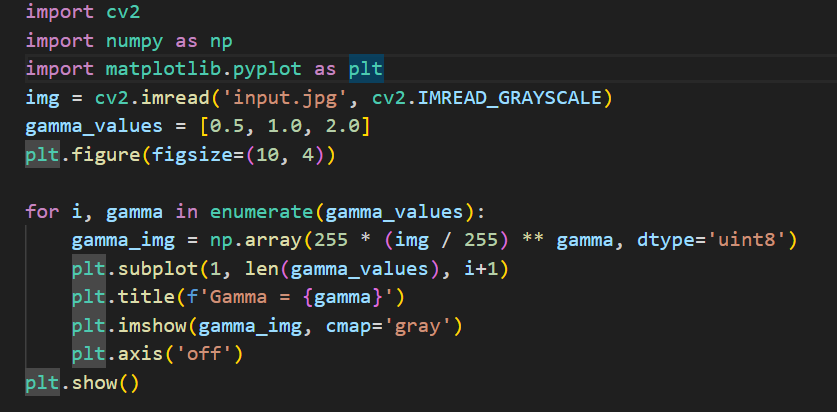 import cv2
import numpy as np
import matplotlib.pyplot as plt
img = cv2.imread('input.jpg', cv2.IMREAD_GRAYSCALE)
gamma_values = [0.5, 1.0, 2.0]
plt.figure(figsize=(10, 4))

for i, gamma in enumerate(gamma_values):
    gamma_img = np.array(255 * (img / 255) ** gamma, dtype='uint8')
    plt.subplot(1, len(gamma_values), i+1)
    plt.title(f'Gamma = {gamma}')
    plt.imshow(gamma_img, cmap='gray')
    plt.axis('off')
plt.show()